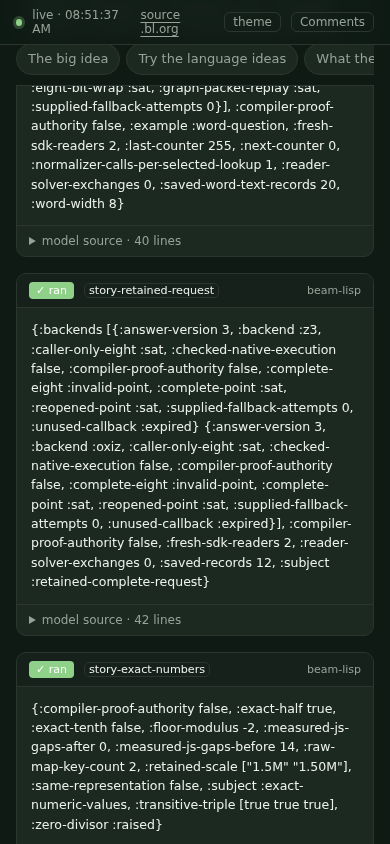 live · 08:51:37 AM
source .bl.org
theme
Comments
The big idea
Try the language ideas
What the
:eight-bit-wrap :sat, :graph-packet-replay :sat,
:supplied-fallback-attempts 0}], :compiler-proof-
authority false, :example :word-question, :fresh-
sdk-readers 2, :last-counter 255, :next-counter 0,
:normalizer-calls-per-selected-lookup 1, :reader-
solver-exchanges 0, :saved-word-text-records 20,
:word-width 8}
▶ model source · 40 lines
✓ ran story-retained-request beam-lisp
{:backends [{:answer-version 3, :backend :z3,
:caller-only-eight :sat, :checked-native-execution
false, :compiler-proof-authority false, :complete-
eight :invalid-point, :complete-point :sat,
:reopened-point :sat, :supplied-fallback-attempts 0,
:unused-callback :expired} {:answer-version 3,
:backend :oxiz, :caller-only-eight :sat, :checked-
native-execution false, :compiler-proof-authority
false, :complete-eight :invalid-point, :complete-
point :sat, :reopened-point :sat, :supplied-fallback-
attempts 0, :unused-callback :expired}], :compiler-
proof-authority false, :fresh-sdk-readers 2, :reader-
solver-exchanges 0, :saved-records 12, :subject
:retained-complete-request}
▶ model source · 42 lines
✓ ran story-exact-numbers beam-lisp
{:compiler-proof-authority false, :exact-half true,
:exact-tenth false, :floor-modulus -2, :measured-js-
gaps-after 0, :measured-js-gaps-before 14, :raw-
map-key-count 2, :retained-scale ["1.5M" "1.50M"],
:same-representation false, :subject :exact-
numeric-values, :transitive-triple [true true true],
:zero-divisor :raised}